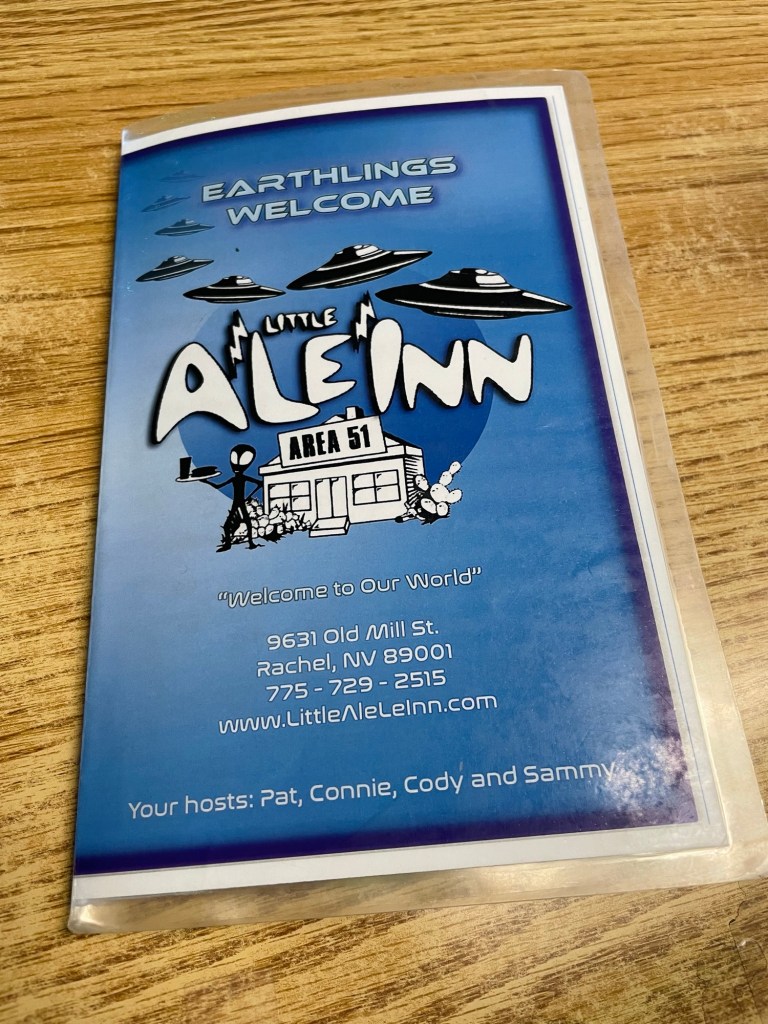 EARTHLINGS
WELCOME
LITTLE
A'LE'INN
AREA 51
"Welcome to Our World"
9631 Old Mill St.
Rachel, NV 89001
775 - 729 - 2515
www.LittleAleLeInn.com
Your hosts: Pat, Connie, Cody and Sammy